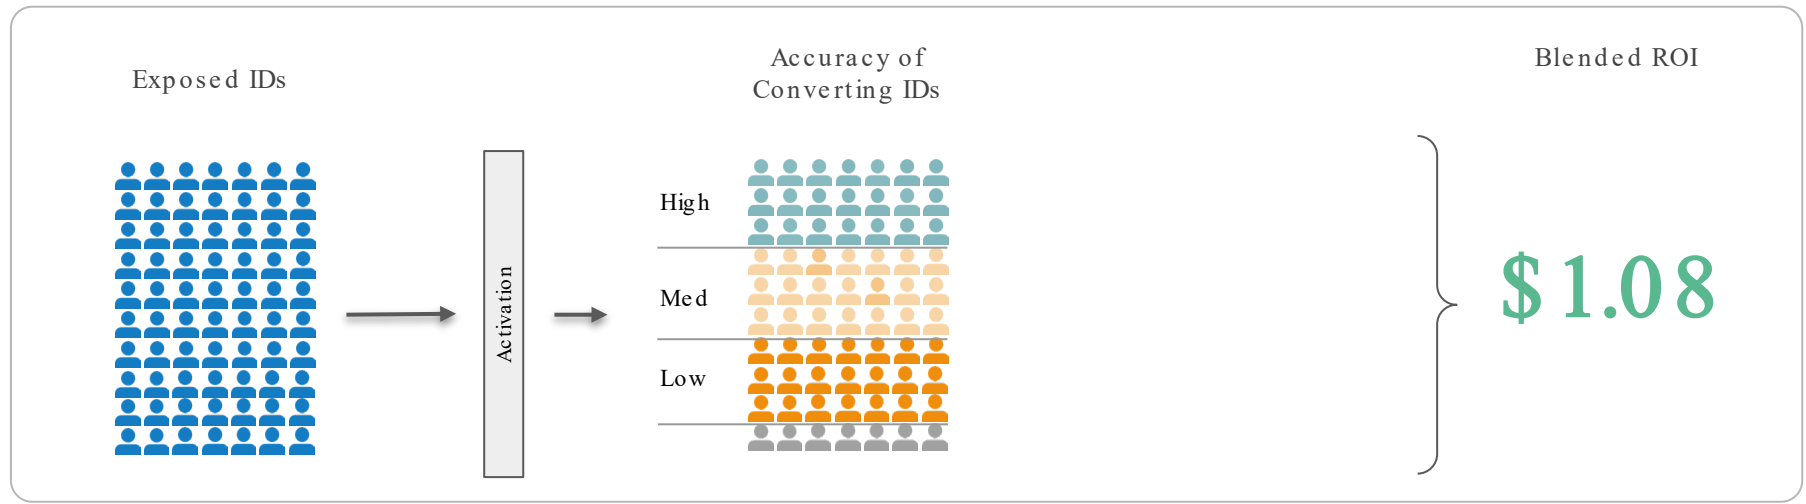 Exposed IDs
Accuracy of
Converting IDs
Blended ROI
Activation
High
Med
Low
$1.08